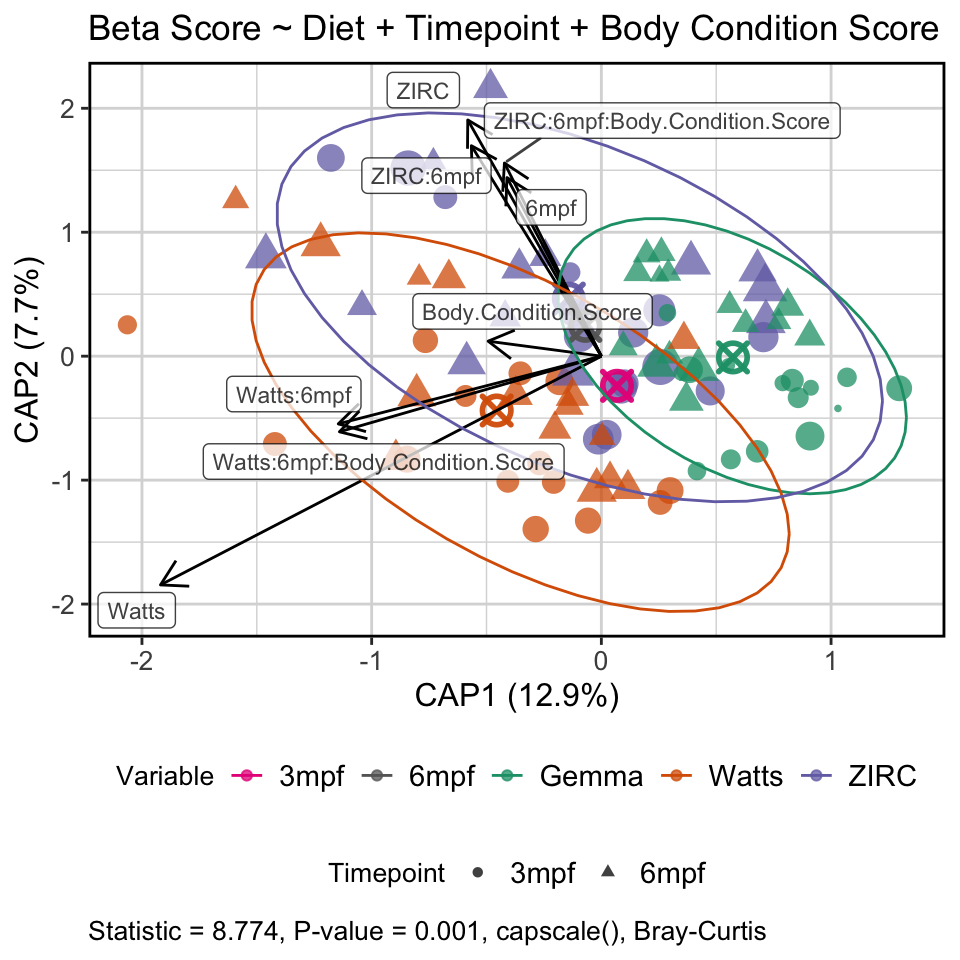 Beta Score ~ Diet + Timepoint + Body Condition Score
ZIRC
ZIRC:6mpf:Body.Condition.Score
ZIRC:6mpf
6mpf
Body.Condition.Score
Watts:6mpf
Watts:6mpf:Body.Condition.Score
Watts
CAP2 (7.7%)
2
1
0
-1
-2
-2 -1 0 1
CAP1 (12.9%)
Variable 3mpf 6mpf Gemma Watts ZIRC
Timepoint 3mpf 6mpf
Statistic = 8.774, P-value = 0.001, capscale(), Bray-Curtis